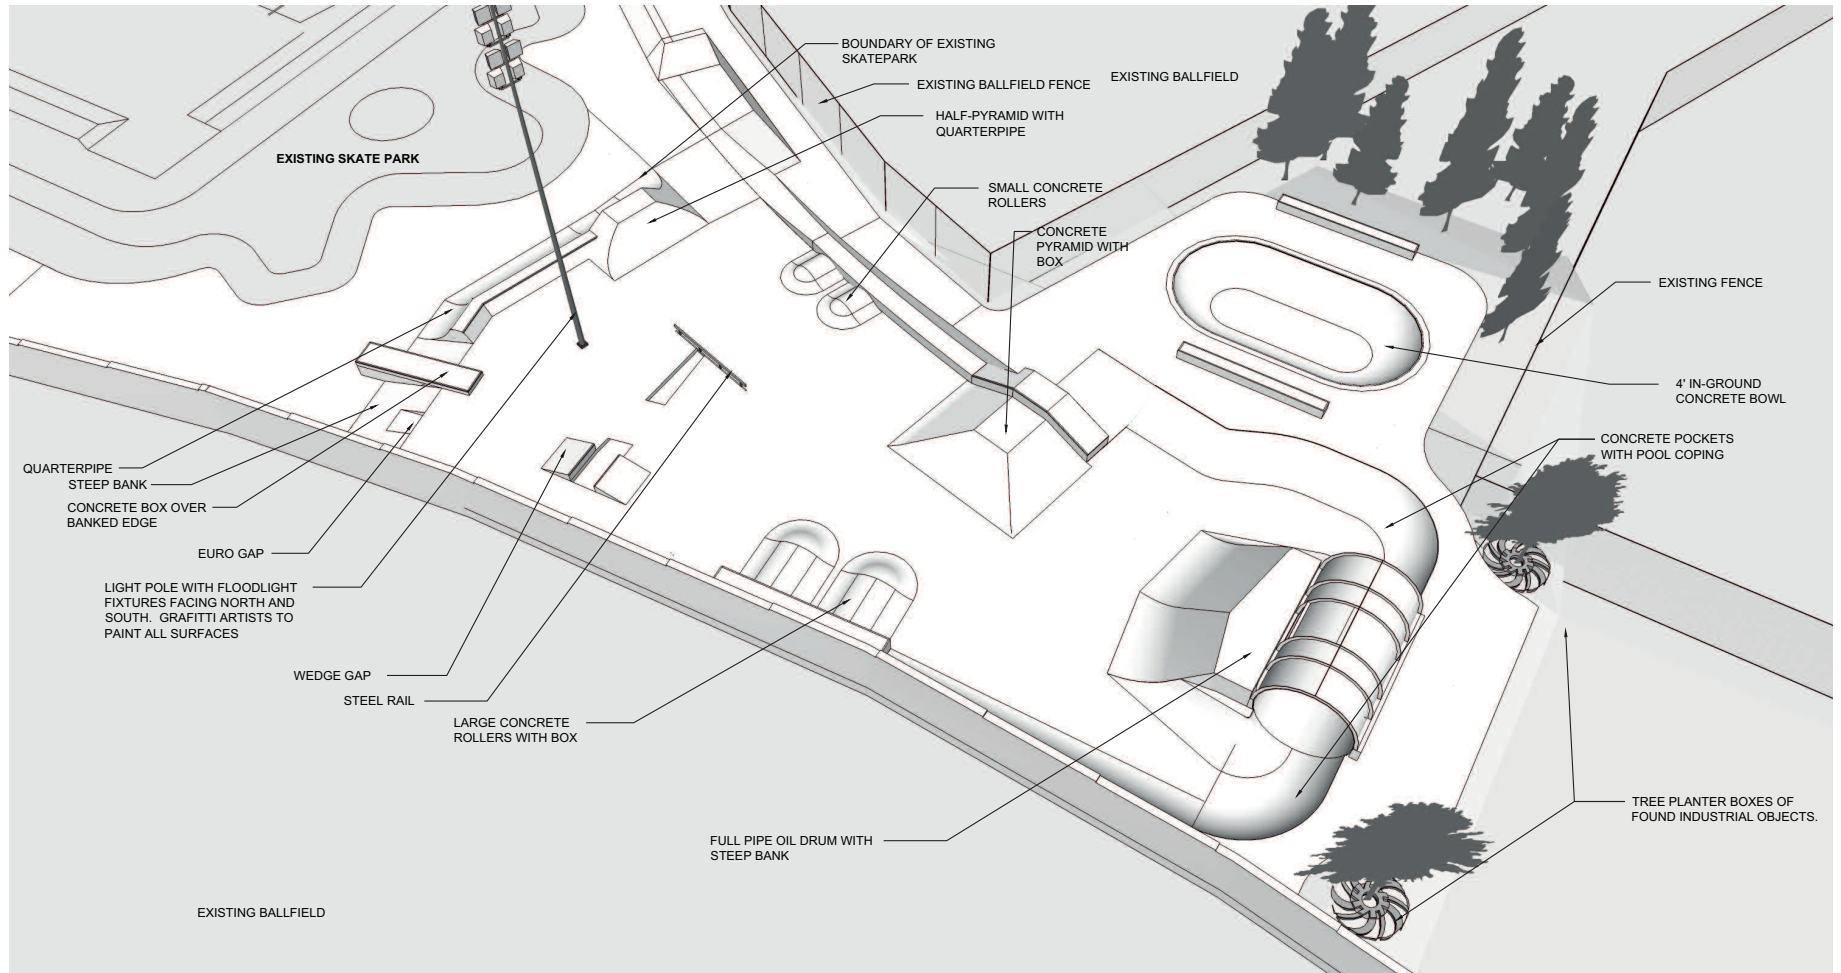 BOUNDARY OF EXISTING
SKATEPARK
EXISTING BALLFIELD FENCE
EXISTING BALLFIELD
HALF-PYRAMID WITH
QUARTERPIPE
EXISTING SKATE PARK
SMALL CONCRETE
ROLLERS
CONCRETE
PYRAMID WITH
BOX
EXISTING FENCE
4' IN-GROUND
CONCRETE BOWL
CONCRETE POCKETS
WITH POOL COPING
QUARTERPIPE
STEEP BANK
CONCRETE BOX OVER
BANKED EDGE
EURO GAP
LIGHT POLE WITH FLOODLIGHT
FIXTURES FACING NORTH AND
SOUTH. GRAFITTI ARTISTS TO
PAINT ALL SURFACES
WEDGE GAP
STEEL RAIL
LARGE CONCRETE
ROLLERS WITH BOX
FULL PIPE OIL DRUM WITH
STEEP BANK
TREE PLANTER BOXES OF
FOUND INDUSTRIAL OBJECTS.
EXISTING BALLFIELD